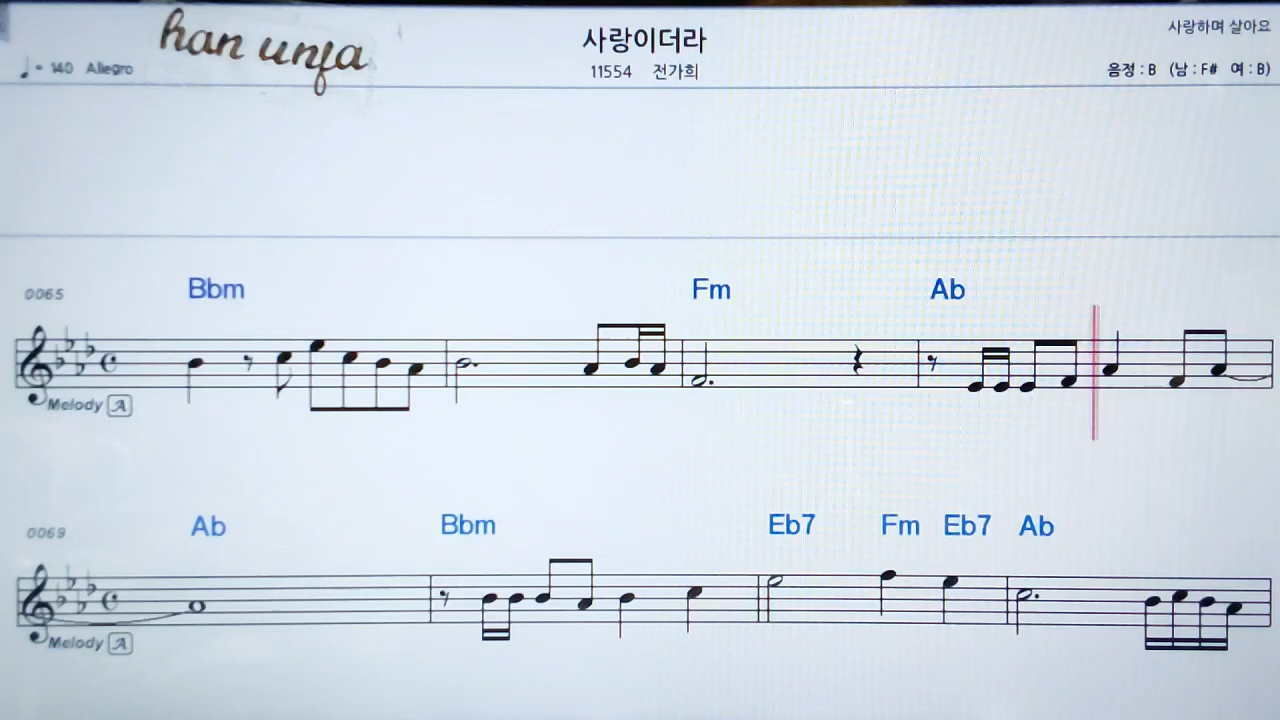 han unja
사랑이더라
사랑하며 살아요
♩= 140 Allegro
11554 전가희
음정 : B (남 : F# 여 : B)
0065 Bbm Fm Ab
Melody A
0069 Ab Bbm Eb7 Fm Eb7 Ab
Melody A